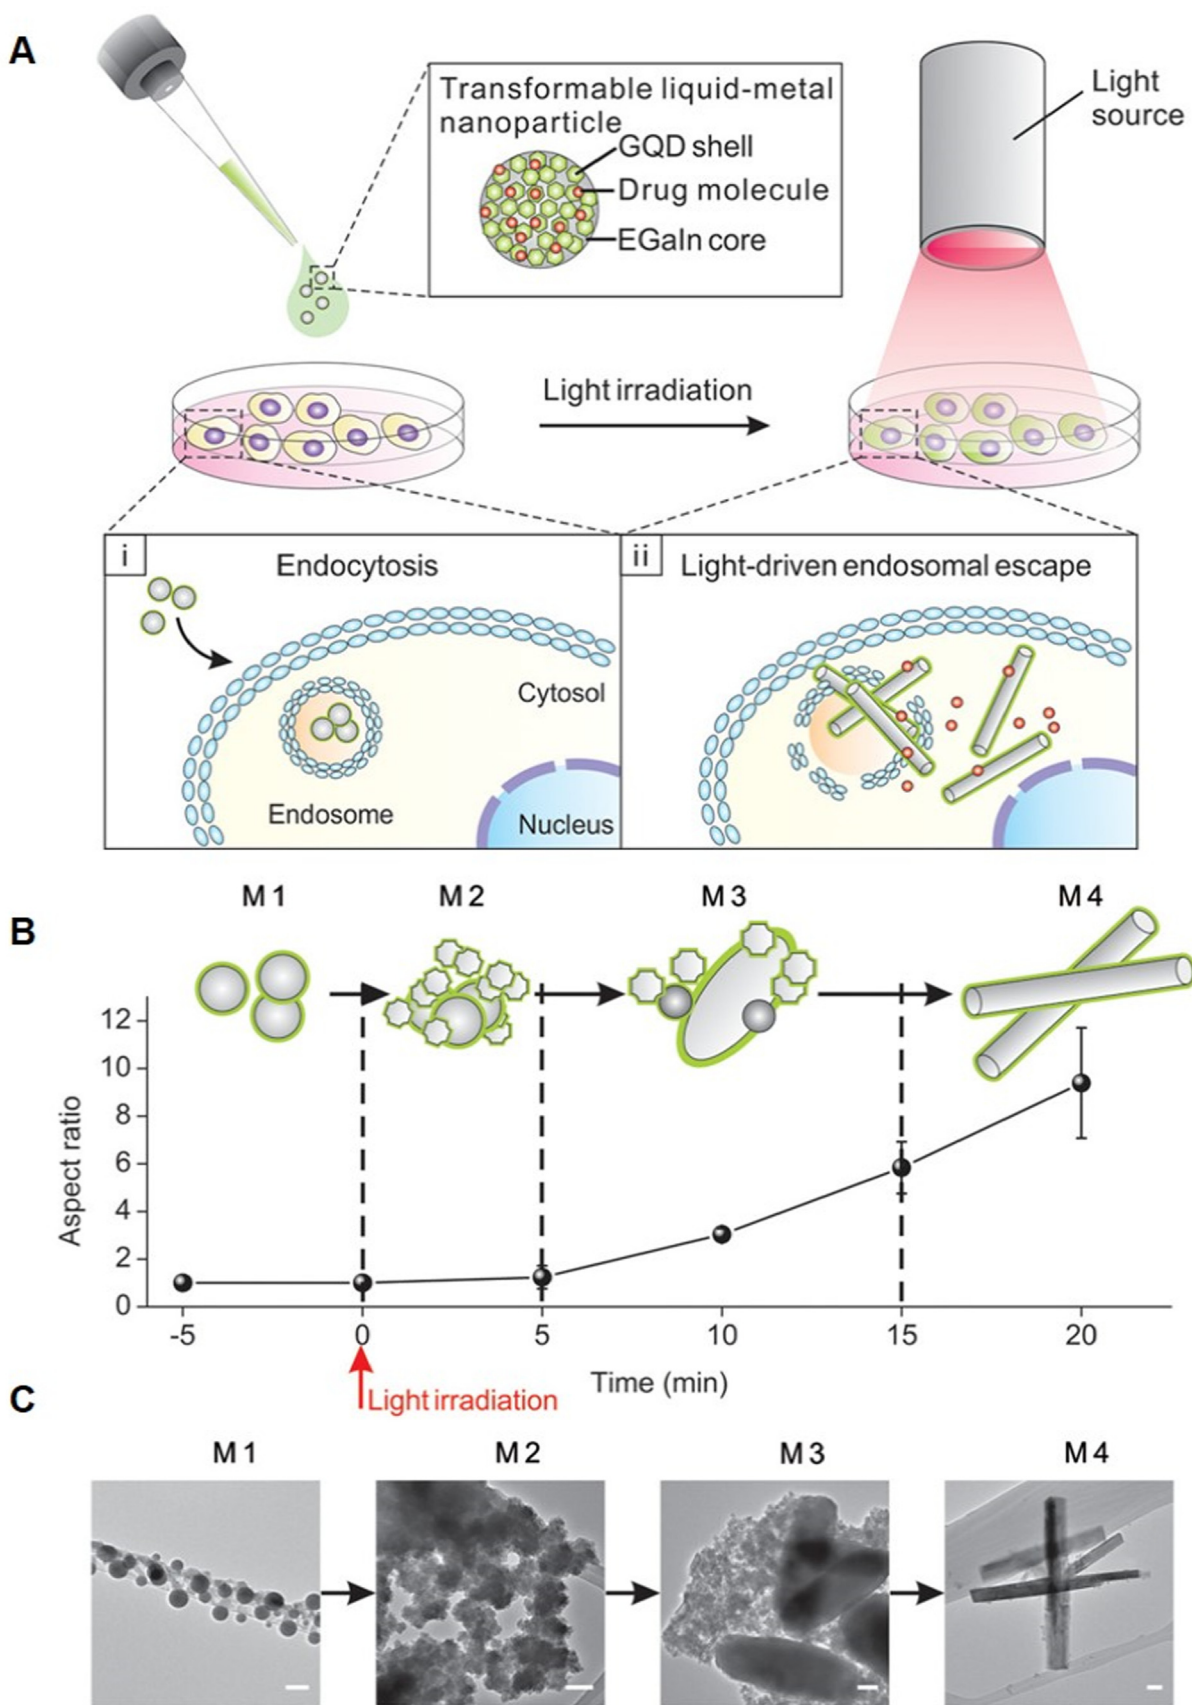 A
Transformable liquid-metal
nanoparticle
GQD shell
Drug molecule
EGaIn core
Light
source
Light irradiation
i
Endocytosis
Cytosol
Endosome
Nucleus
ii
Light-driven endosomal escape
B
M1
M2
M3
M4
Aspect ratio
12
10
8
6
4
2
0
-5
0
5
10
15
20
Time (min)
Light irradiation
C
M1
M2
M3
M4